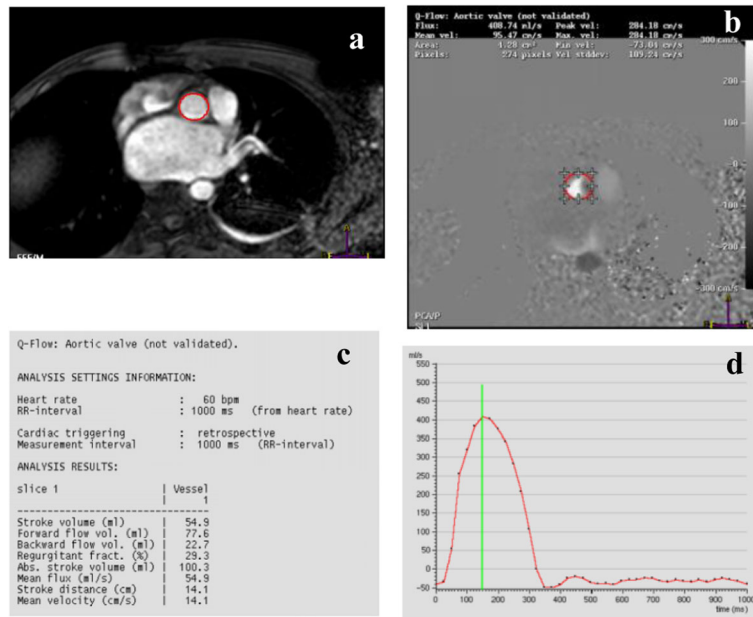 a
FFE/M
A
L
b
Q-Flow: Aortic valve (not validated)
Flux: 408.74 ml/s Peak vel: 284.18 cm/s
Mean vel: 95.47 cm/s Max. vel: 284.18 cm/s
Area: 4.28 cm² Min vel: -73.04 cm/s
Pixels: 274 pixels Vel stddev: 109.24 cm/s
300 cm/s
-0
-100
-200
-300 cm/s
PCA/P
SL1
c
Q-Flow: Aortic valve (not validated).
ANALYSIS SETTINGS INFORMATION:
Heart rate : 60 bpm
RR-interval : 1000 ms (from heart rate)
Cardiac triggering : retrospective
Measurement interval : 1000 ms (RR-interval)
ANALYSIS RESULTS:
slice 1 | Vessel
| 1
Stroke volume (ml) | 54.9
Forward flow vol. (ml) | 77.6
Backward flow vol. (ml) | 22.7
Regurgitant fract. (%) | 29.3
Abs. stroke volume (ml) | 100.3
Mean flux (ml/s) | 54.9
Stroke distance (cm) | 14.1
Mean velocity (cm/s) | 14.1
d
ml/s
550
500
450
400
350
300
250
200
150
100
50
0
-50
0 100 200 300 400 500 600 700 800 900 1000
time (ms)